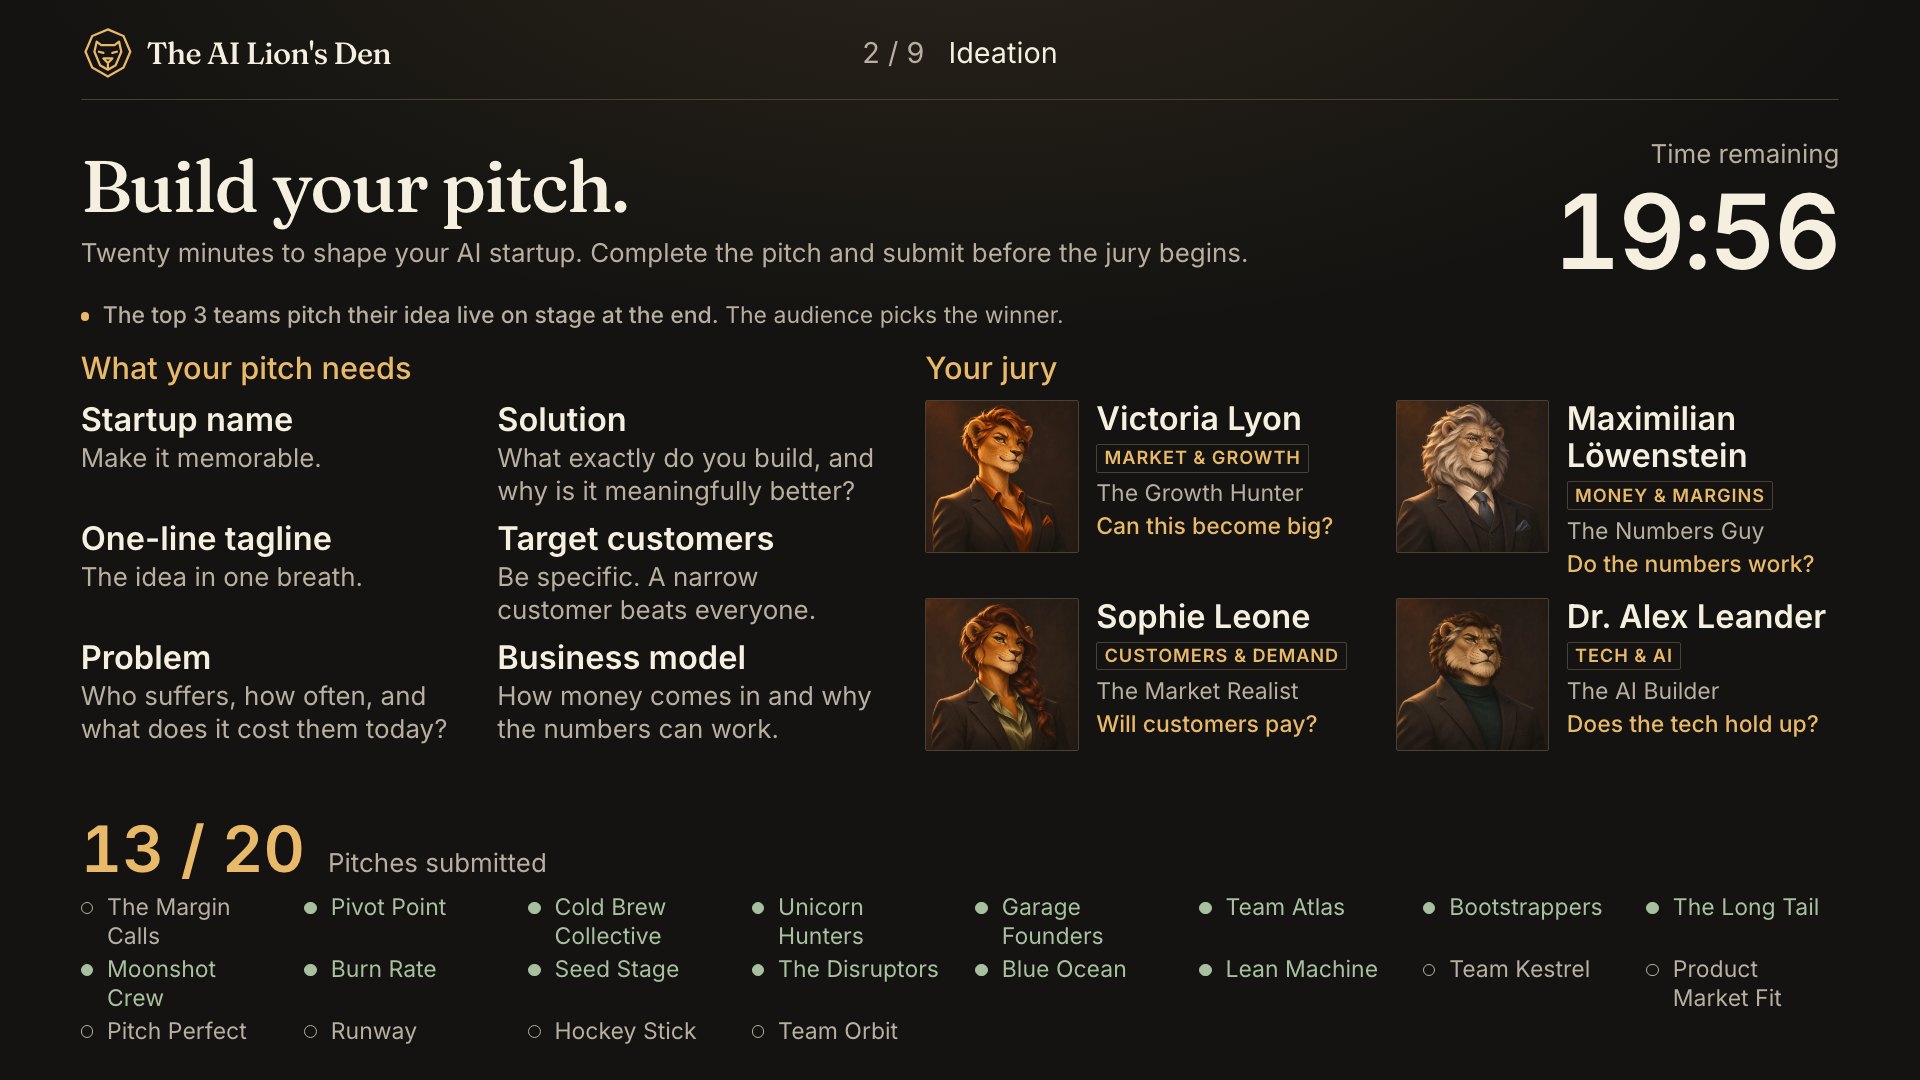 The AI Lion's Den
2 / 9 Ideation
Build your pitch.
Twenty minutes to shape your AI startup. Complete the pitch and submit before the jury begins.
Time remaining
19:56
The top 3 teams pitch their idea live on stage at the end. The audience picks the winner.
What your pitch needs
Startup name
Make it memorable.
Solution
What exactly do you build, and
why is it meaningfully better?
One-line tagline
The idea in one breath.
Target customers
Be specific. A narrow
customer beats everyone.
Problem
Who suffers, how often, and
what does it cost them today?
Business model
How money comes in and why
the numbers can work.
Your jury
Victoria Lyon
MARKET & GROWTH
The Growth Hunter
Can this become big?
Maximilian
Löwenstein
MONEY & MARGINS
The Numbers Guy
Do the numbers work?
Sophie Leone
CUSTOMERS & DEMAND
The Market Realist
Will customers pay?
Dr. Alex Leander
TECH & AI
The AI Builder
Does the tech hold up?
13 / 20 Pitches submitted
The Margin
Calls
Pivot Point
Cold Brew
Collective
Unicorn
Hunters
Garage
Founders
Team Atlas
Bootstrappers
The Long Tail
Moonshot
Crew
Burn Rate
Seed Stage
The Disruptors
Blue Ocean
Lean Machine
Team Kestrel
Product
Market Fit
Pitch Perfect
Runway
Hockey Stick
Team Orbit